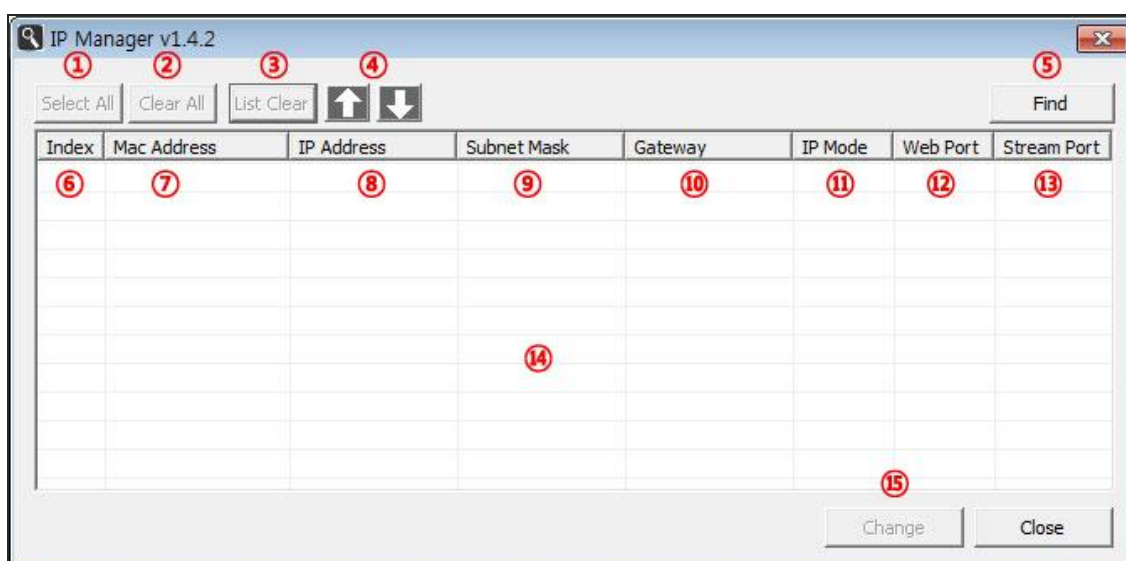 IP Manager v1.4.2
① ② ③ ④ ⑤
Select All Clear All List Clear Find
Index Mac Address IP Address Subnet Mask Gateway IP Mode Web Port Stream Port
⑥ ⑦ ⑧ ⑨ ⑩ ⑪ ⑫ ⑬
⑭
⑮
Change Close